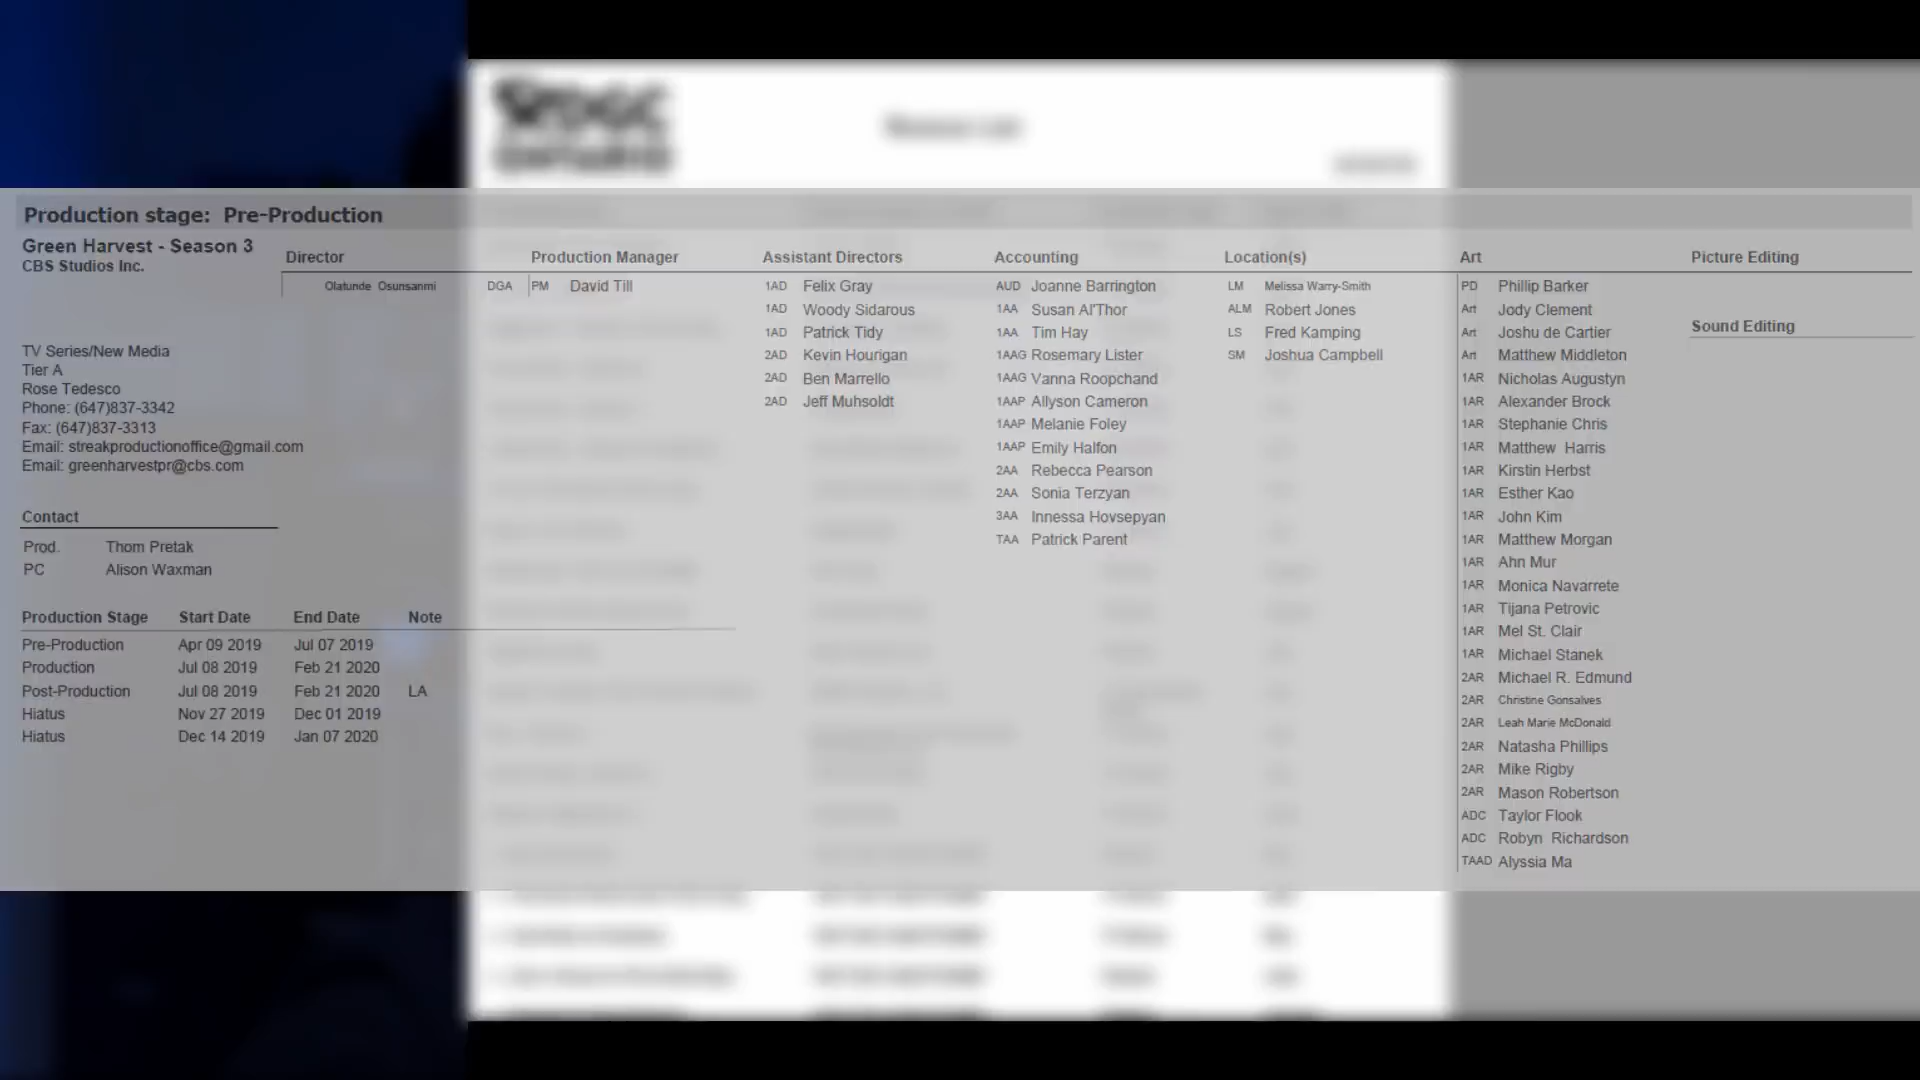 DGC
ONTARIO
Production stage: Pre-Production
Green Harvest - Season 3
CBS Studios Inc.
TV Series/New Media
Tier A
Rose Tedesco
Phone: (647)837-3342
Fax: (647)837-3313
Email: streakproductionoffice@gmail.com
Email: greenharvestpr@cbs.com
Contact
Prod. Thom Pretak
PC Alison Waxman
Production Stage Start Date End Date Note
Pre-Production Apr 09 2019 Jul 07 2019
Production Jul 08 2019 Feb 21 2020
Post-Production Jul 08 2019 Feb 21 2020 LA
Hiatus Nov 27 2019 Dec 01 2019
Hiatus Dec 14 2019 Jan 07 2020
Director
Olatunde Osunsanmi DGA
Production Manager
PM David Till
Assistant Directors
1AD Felix Gray
1AD Woody Sidarous
1AD Patrick Tidy
2AD Kevin Hourigan
2AD Ben Marrello
2AD Jeff Muhsoldt
Accounting
AUD Joanne Barrington
1AA Susan Al'Thor
1AA Tim Hay
1AAG Rosemary Lister
1AAG Vanna Roopchand
1AAP Allyson Cameron
1AAP Melanie Foley
1AAP Emily Halfon
2AA Rebecca Pearson
2AA Sonia Terzyan
3AA Innessa Hovsepyan
TAA Patrick Parent
Location(s)
LM Melissa Warry-Smith
ALM Robert Jones
LS Fred Kamping
SM Joshua Campbell
Art
PD Phillip Barker
Art Jody Clement
Art Joshu de Cartier
Art Matthew Middleton
1AR Nicholas Augustyn
1AR Alexander Brock
1AR Stephanie Chris
1AR Matthew Harris
1AR Kirstin Herbst
1AR Esther Kao
1AR John Kim
1AR Matthew Morgan
1AR Ahn Mur
1AR Monica Navarrete
1AR Tijana Petrovic
1AR Mel St. Clair
1AR Michael Stanek
2AR Michael R. Edmund
2AR Christine Gonsalves
2AR Leah Marie McDonald
2AR Natasha Phillips
2AR Mike Rigby
2AR Mason Robertson
ADC Taylor Flook
ADC Robyn Richardson
TAAD Alyssia Ma
Picture Editing
Sound Editing